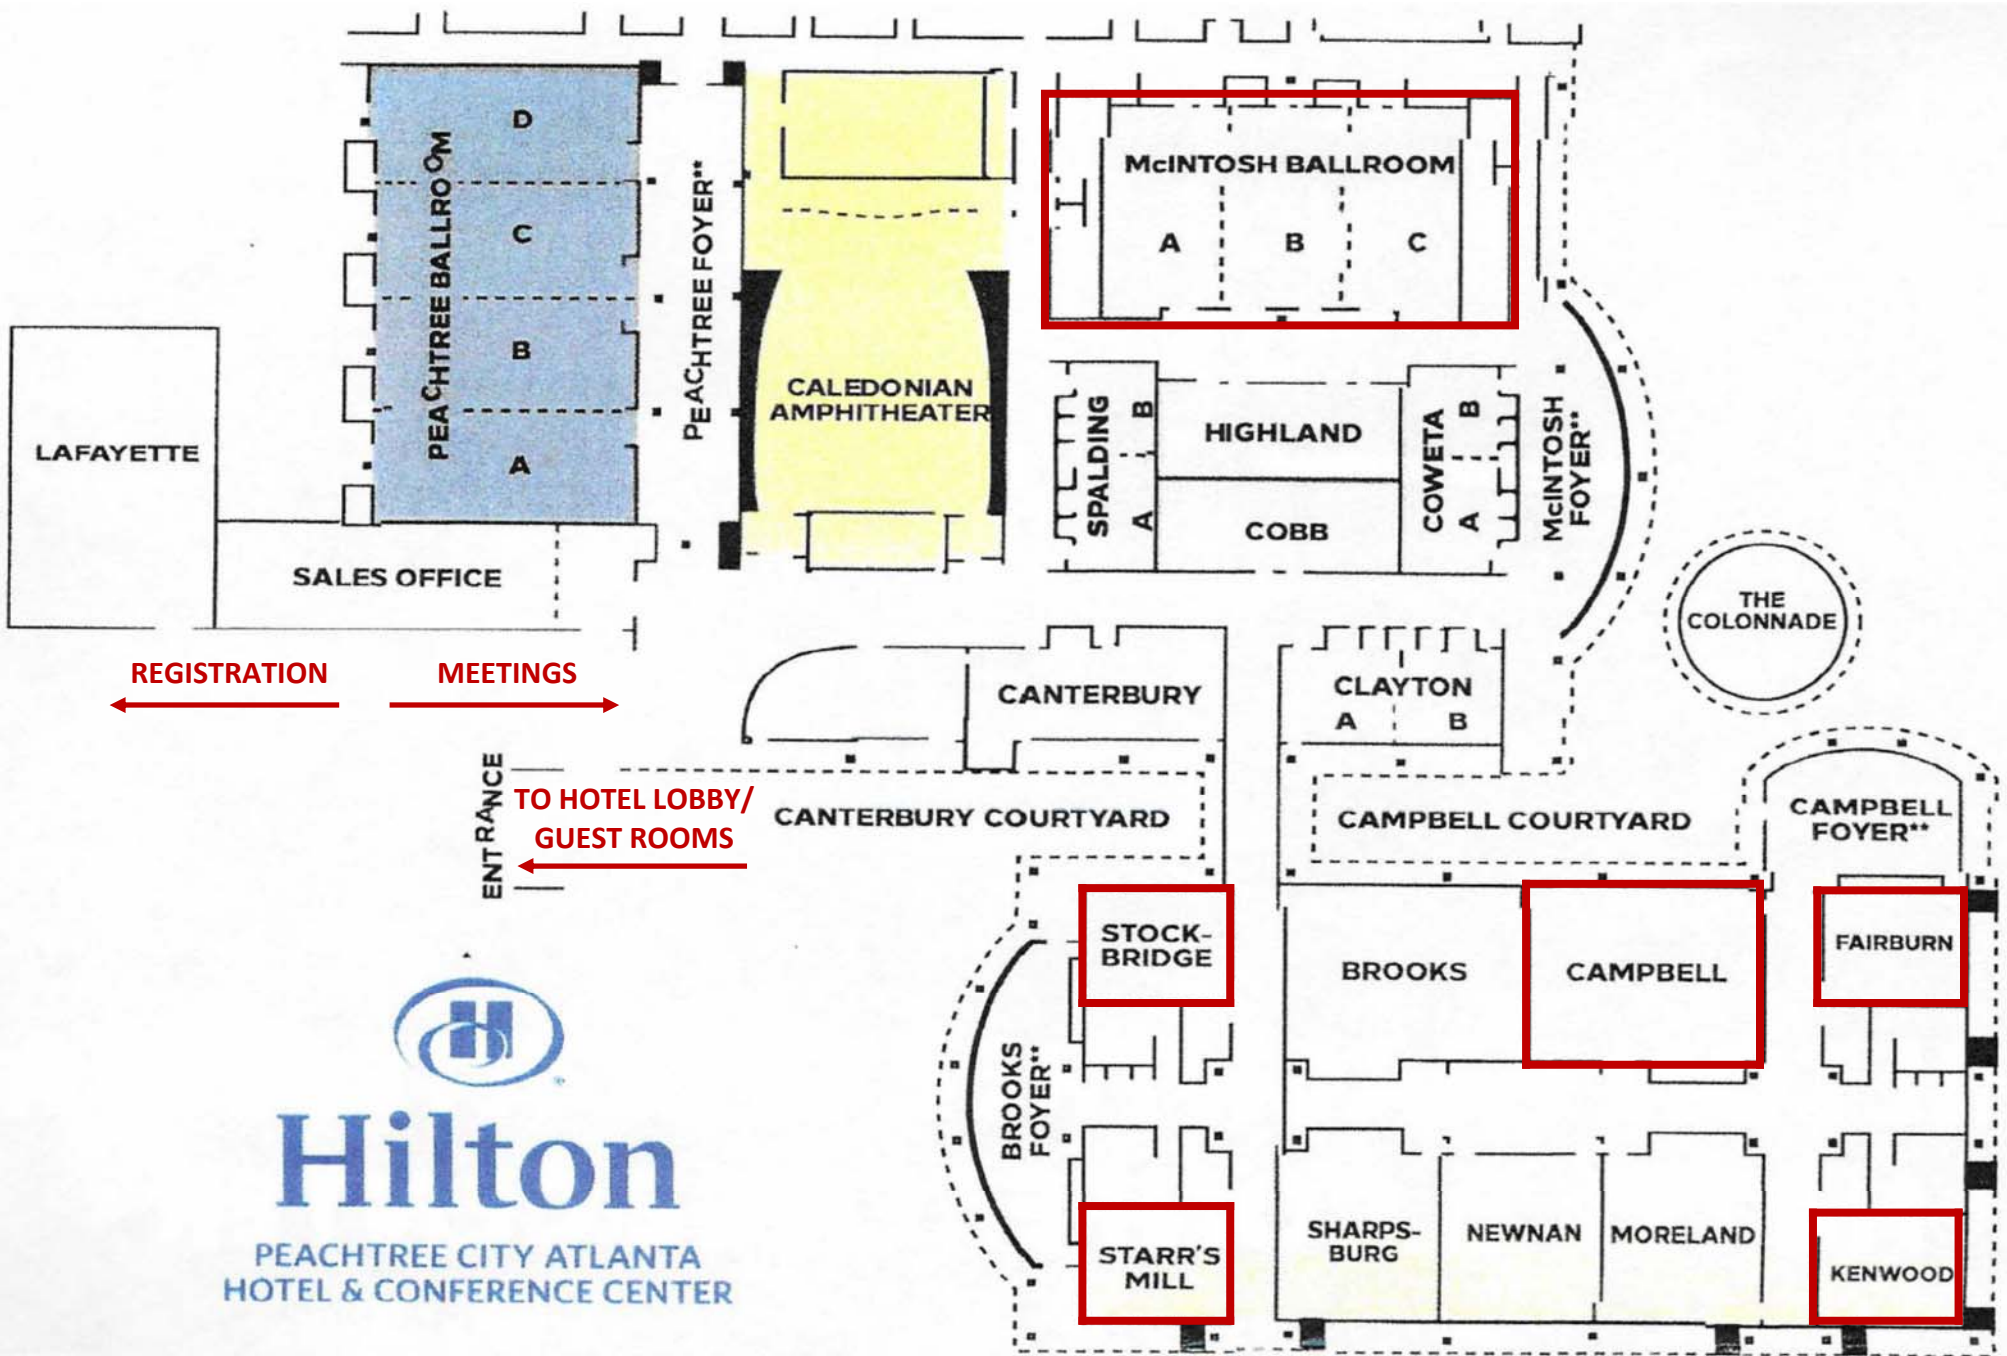 D
PEACHTREE BALLROOM
C
B
A
PEACHTREE FOYER**
CALEDONIAN
AMPHITHEATER
McINTOSH BALLROOM
A B C
LAFAYETTE
SALES OFFICE
SPALDING
B
A
HIGHLAND
COBB
COWETA
B
A
McINTOSH
FOYER**
THE
COLONNADE
REGISTRATION
MEETINGS
CANTERBURY
CLAYTON
A B
ENTRANCE
TO HOTEL LOBBY/
GUEST ROOMS
CANTERBURY COURTYARD
CAMPBELL COURTYARD
CAMPBELL
FOYER**
STOCK-
BRIDGE
BROOKS
CAMPBELL
FAIRBURN
BROOKS
FOYER**
STARR'S
MILL
SHARPS-
BURG
NEWNAN
MORELAND
KENWOOD
H
Hilton
PEACHTREE CITY ATLANTA
HOTEL & CONFERENCE CENTER